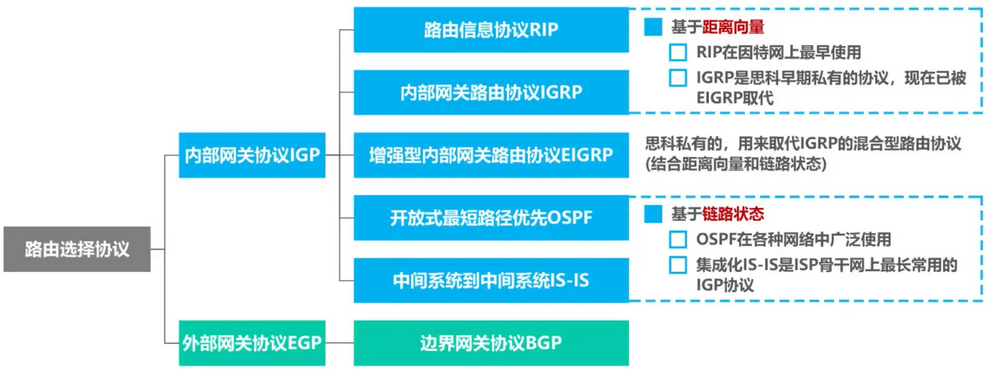 路由信息协议RIP
基于距离向量
RIP在因特网上最早使用
内部网关路由协议IGRP
IGRP是思科早期私有的协议，现在已被
EIGRP取代
内部网关协议IGP
增强型内部网关路由协议EIGRP
思科私有的，用来取代IGRP的混合型路由协议
(结合距离向量和链路状态)
路由选择协议
开放式最短路径优先OSPF
基于链路状态
OSPF在各种网络中广泛使用
中间系统到中间系统IS-IS
集成化IS-IS是ISP骨干网上最长常用的
IGP协议
外部网关协议EGP
边界网关协议BGP